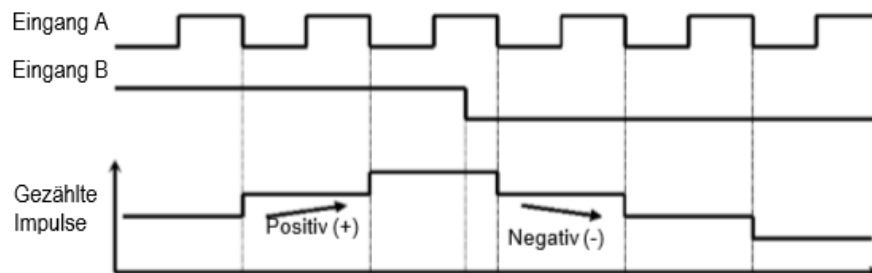 Eingang A
Eingang B
Gezählte
Impulse
Positiv (+)
Negativ (-)